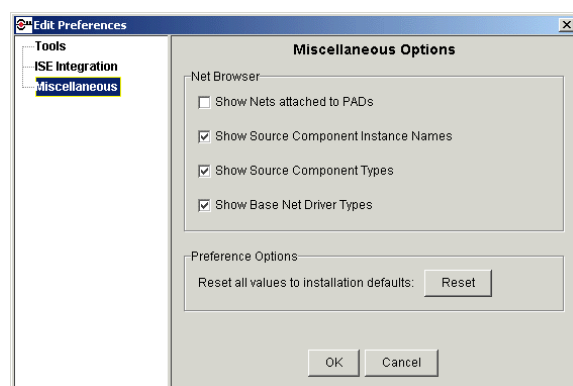 Edit Preferences
Tools
ISE Integration
Miscellaneous
Miscellaneous Options
Net Browser
Show Nets attached to PADs
Show Source Component Instance Names
Show Source Component Types
Show Base Net Driver Types
Preference Options
Reset all values to installation defaults: Reset
OK Cancel